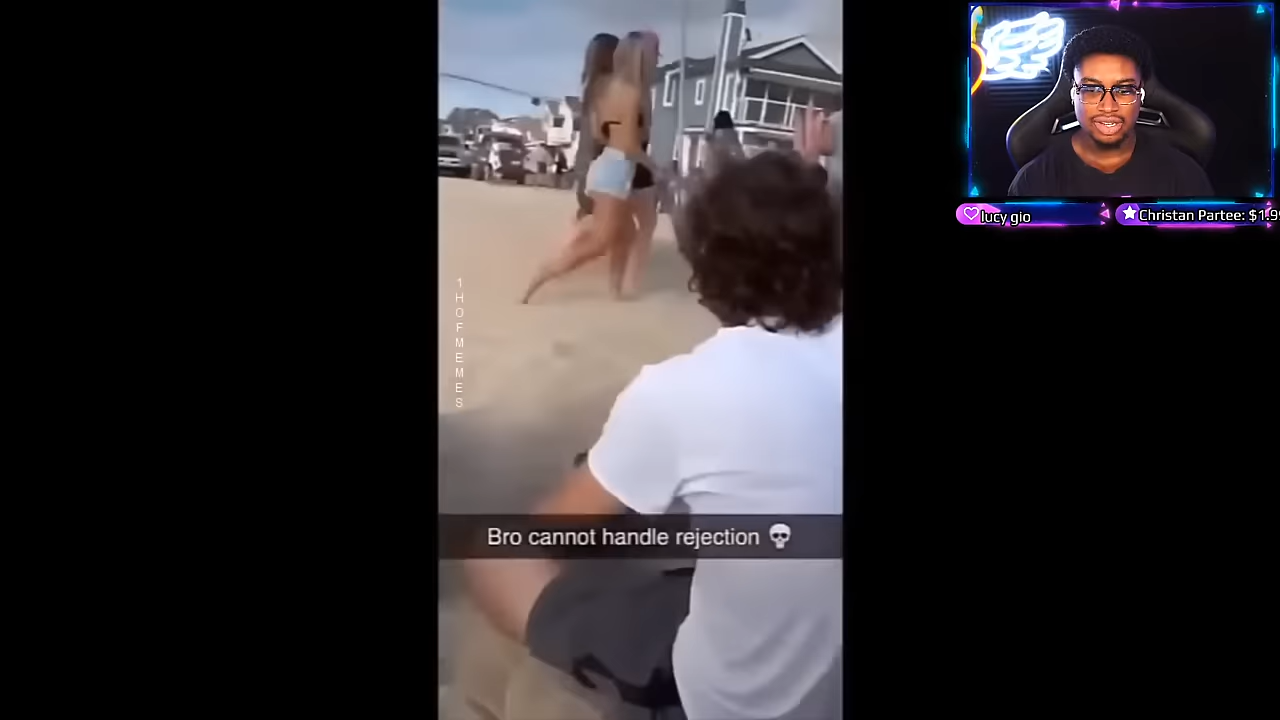 lucy gio
Christan Partee: $1.9
1HOFMEMES
Bro cannot handle rejection 💀